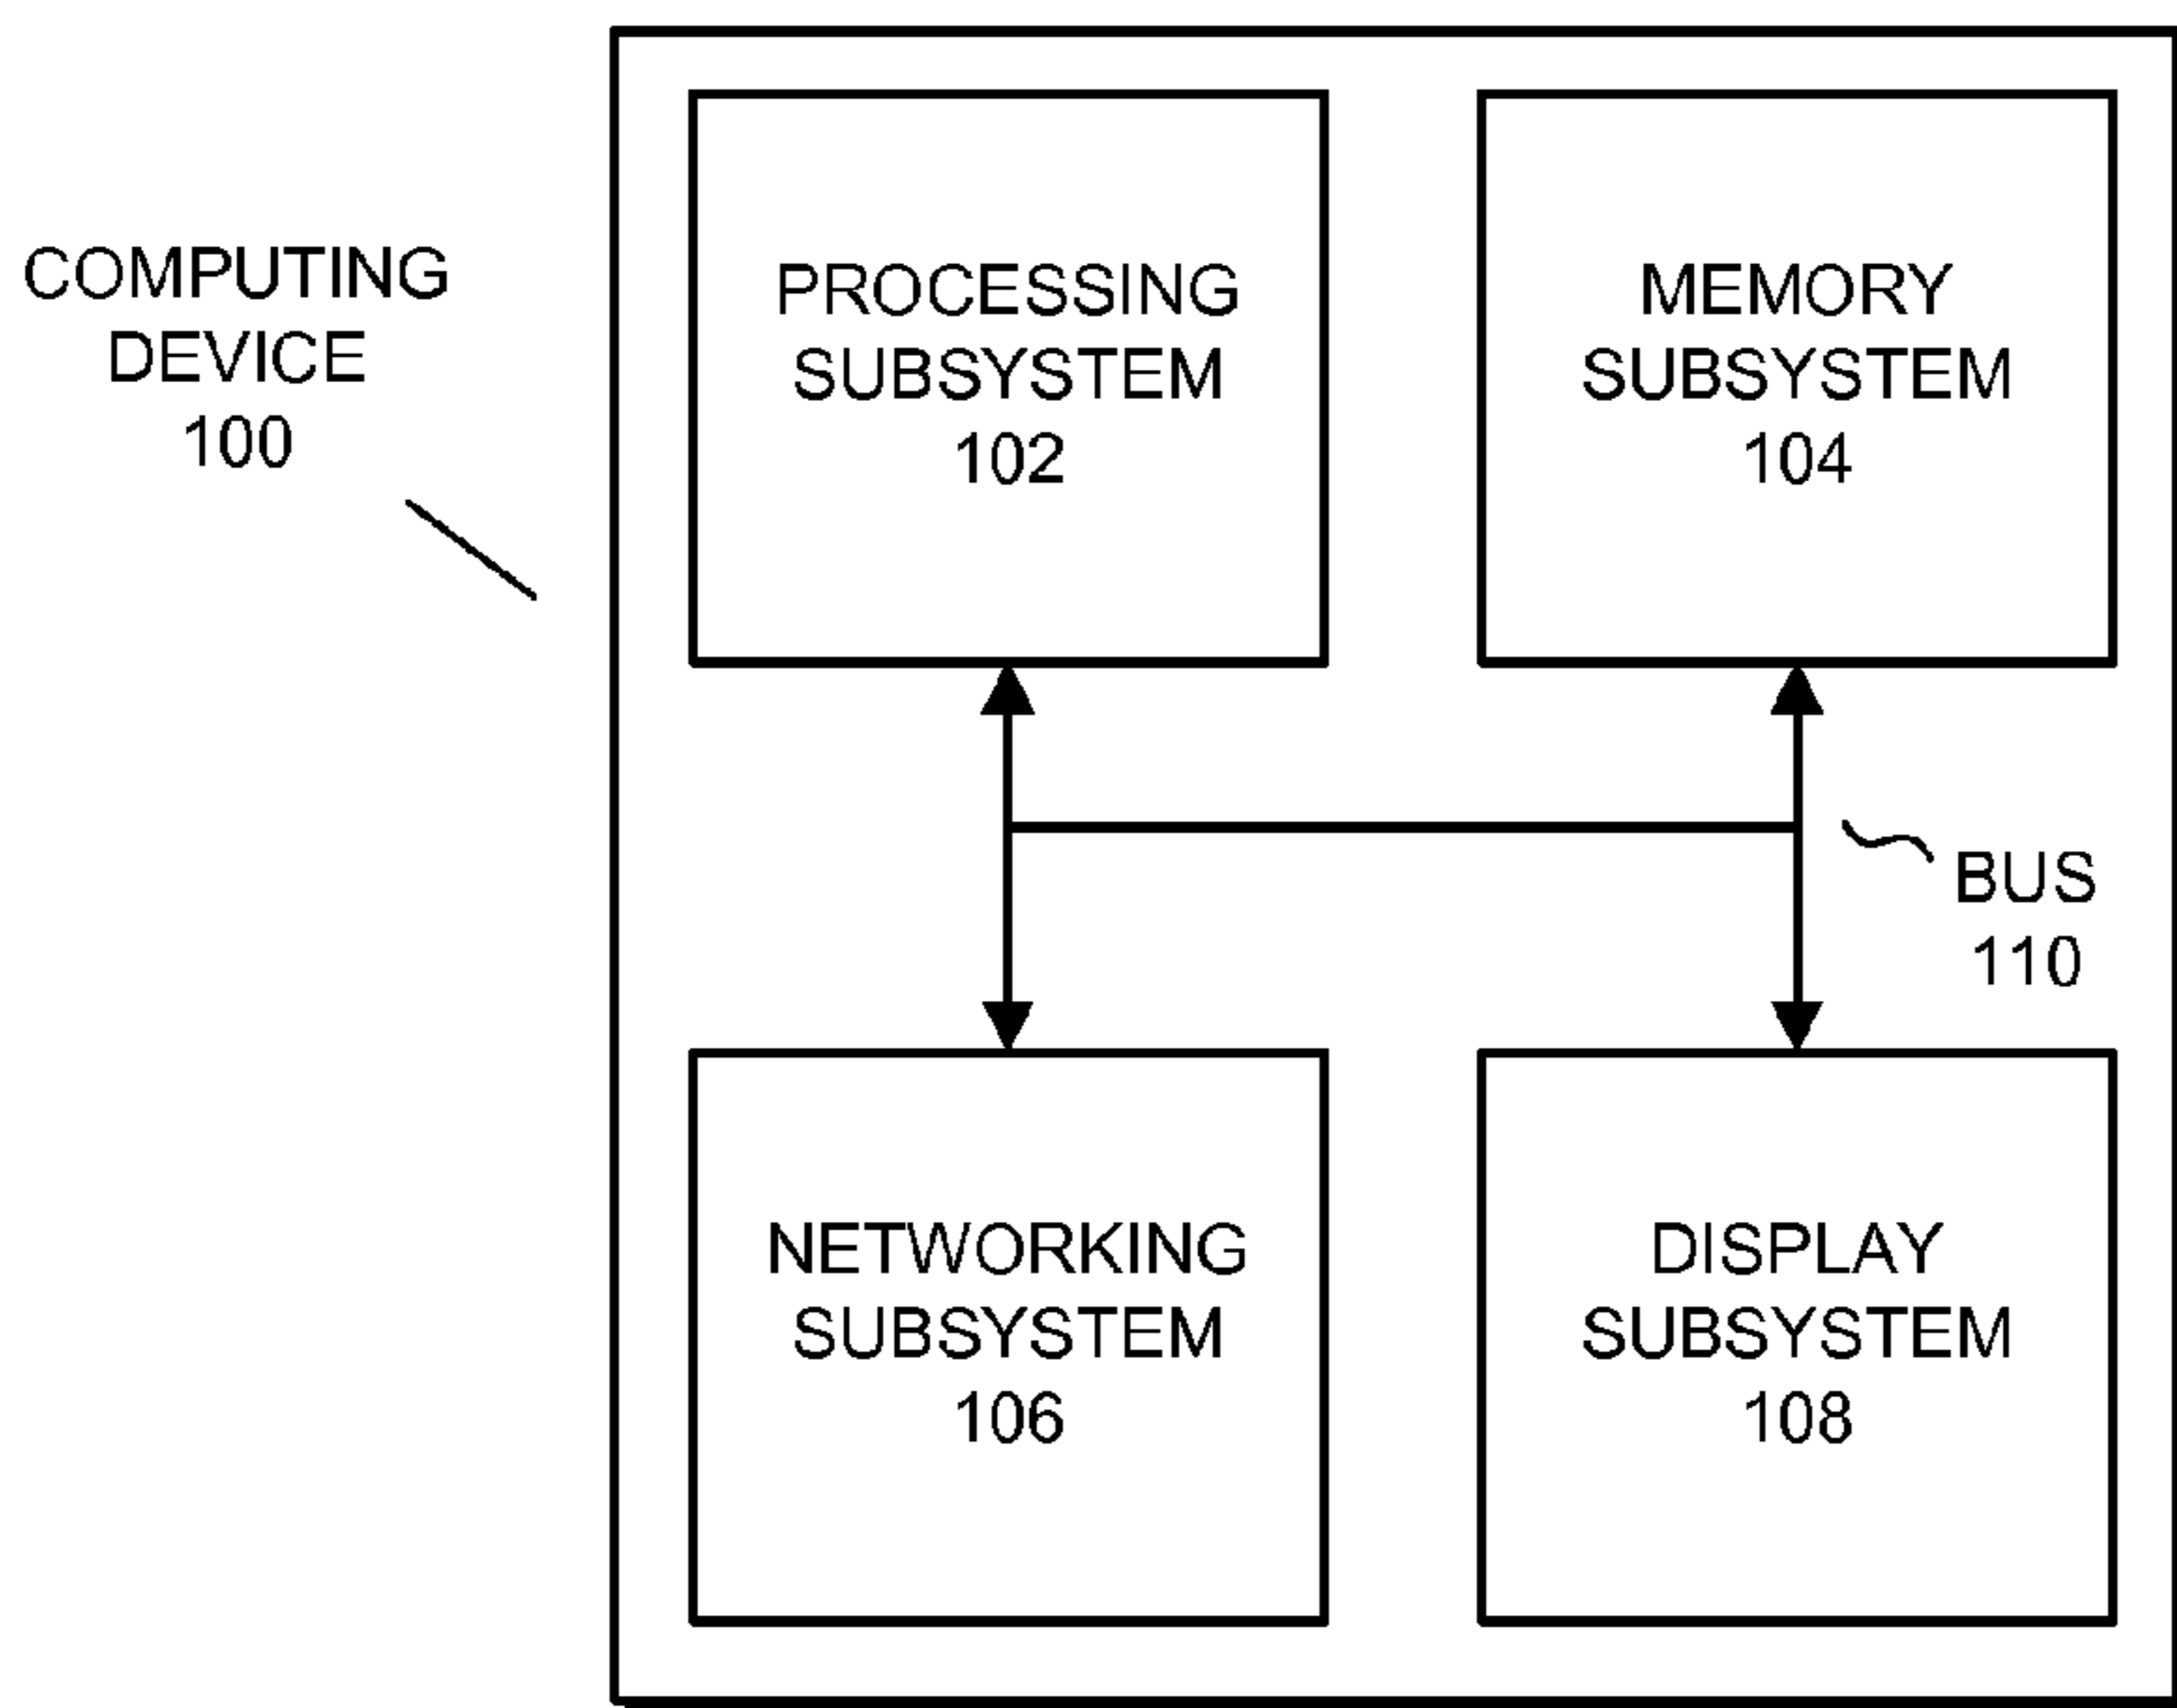 COMPUTING
DEVICE
100
PROCESSING
SUBSYSTEM
102
MEMORY
SUBSYSTEM
104
BUS
110
NETWORKING
SUBSYSTEM
106
DISPLAY
SUBSYSTEM
108